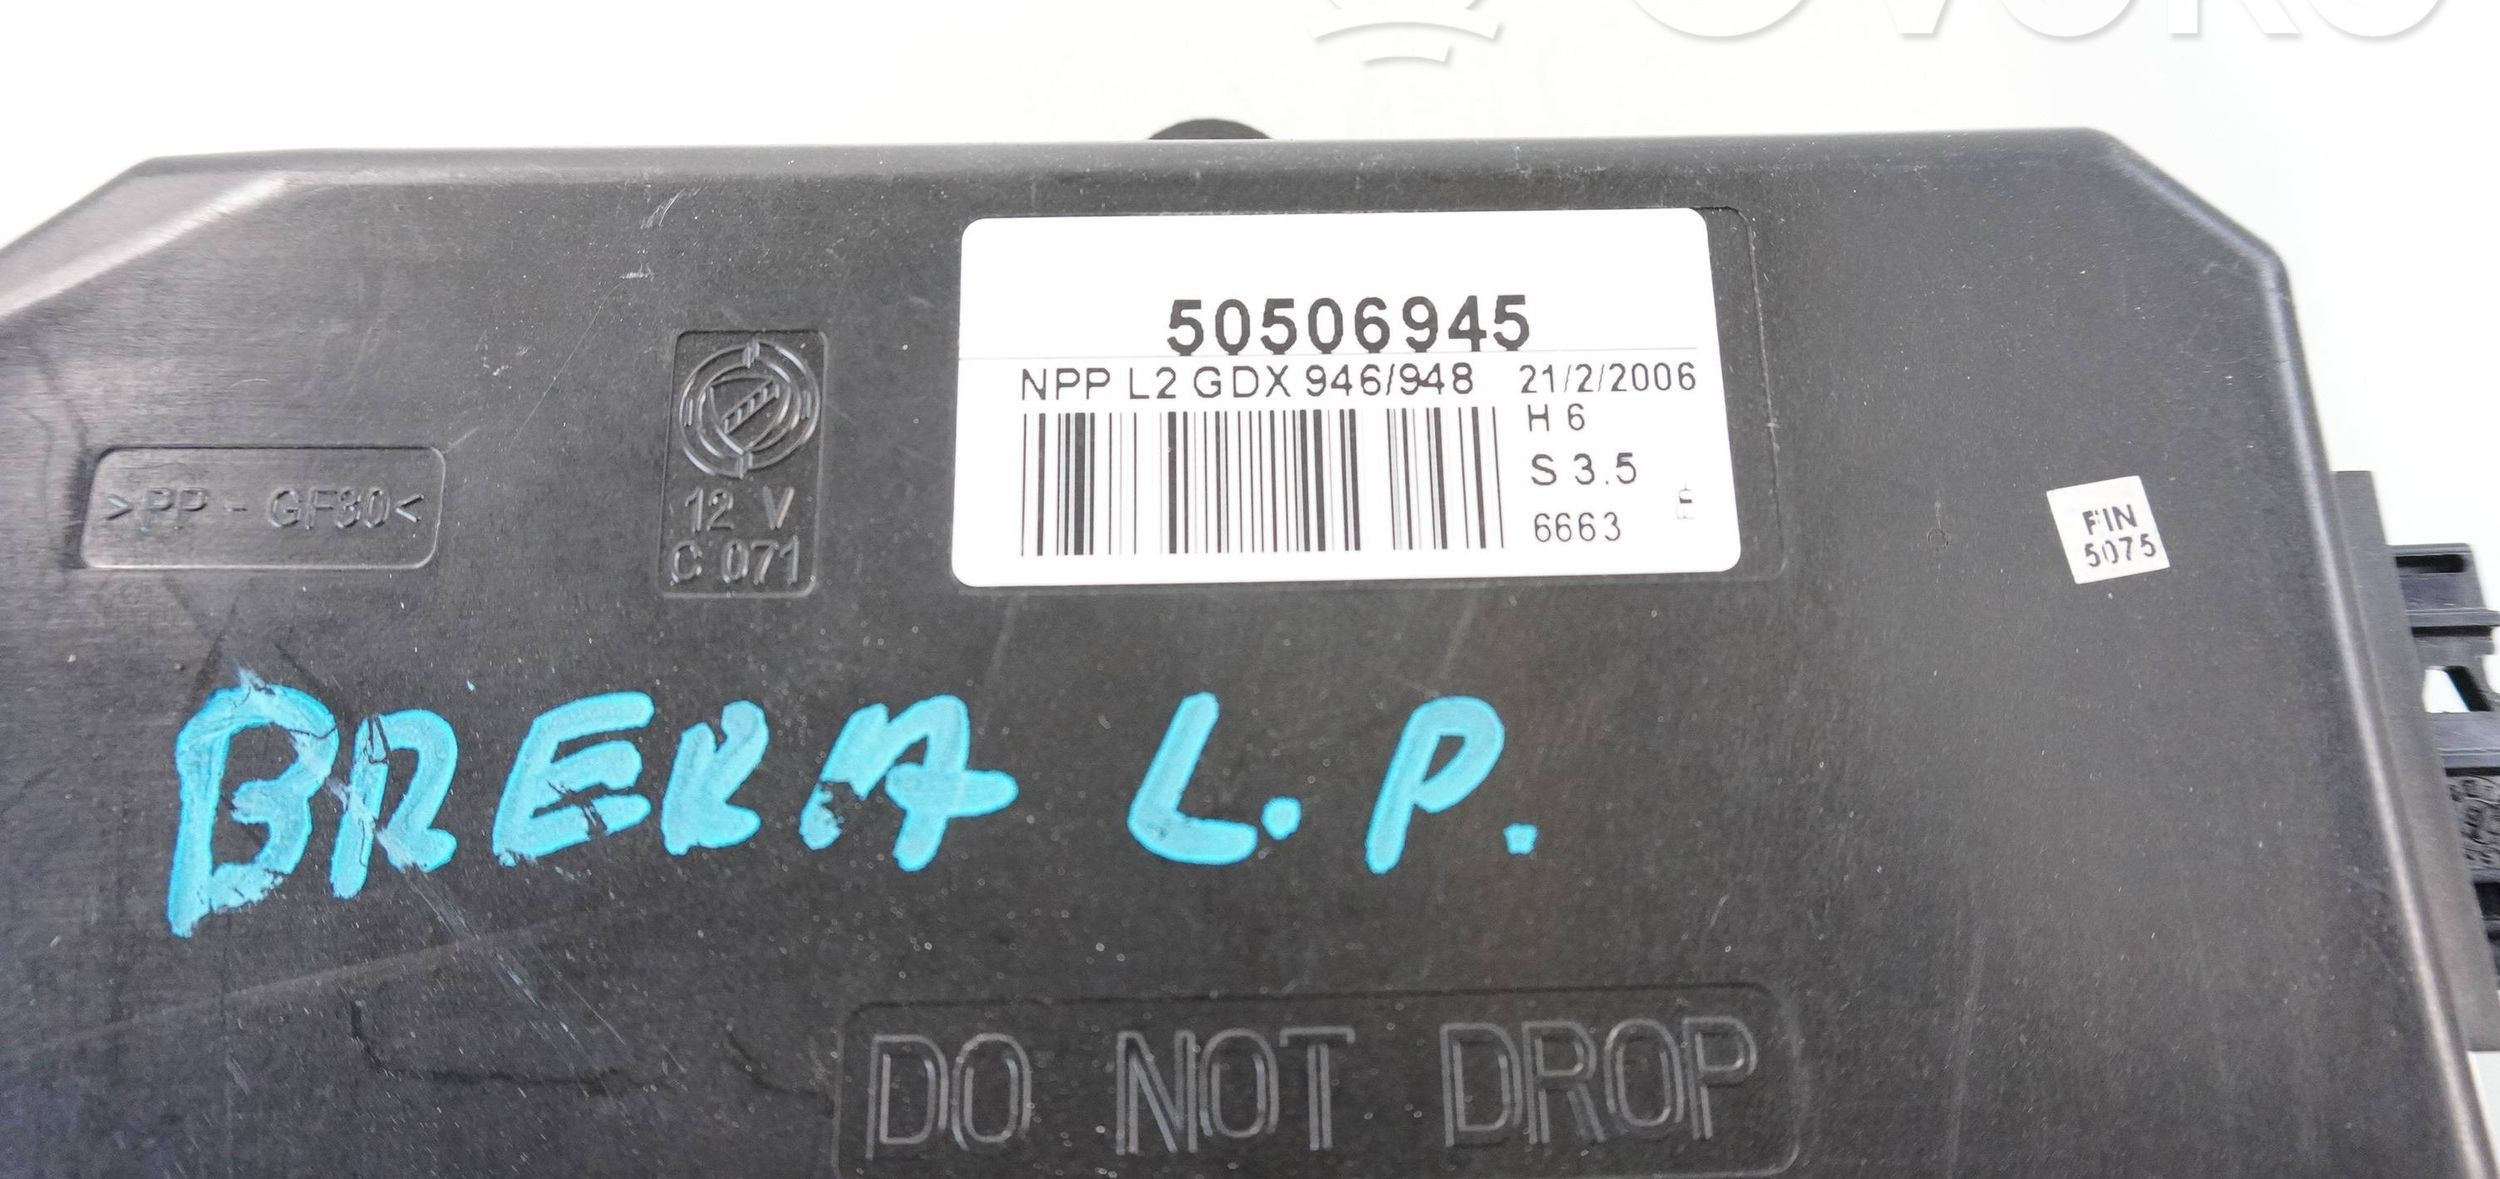 OVOKO
50506945
NPP L2 GDX 946/948 21/2/2006
H 6
S 3.5
6663
12 V
C 071
>PP - GF30<
FIN
5075
BRERA L.P.
DO NOT DROP